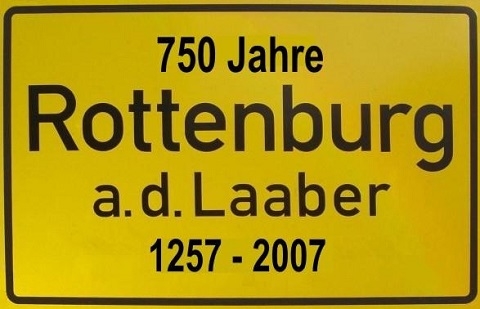 750 Jahre
Rottenburg
a.d.Laaber
1257 - 2007